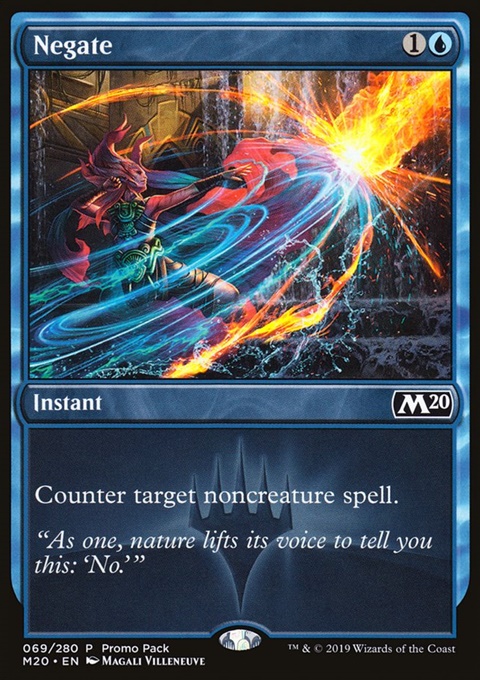 Negate 1
Instant M20
Counter target noncreature spell.
“As one, nature lifts its voice to tell you
this: ‘No.’”
069/280 P Promo Pack
M20 • EN Magali Villeneuve
™ & © 2019 Wizards of the Coast